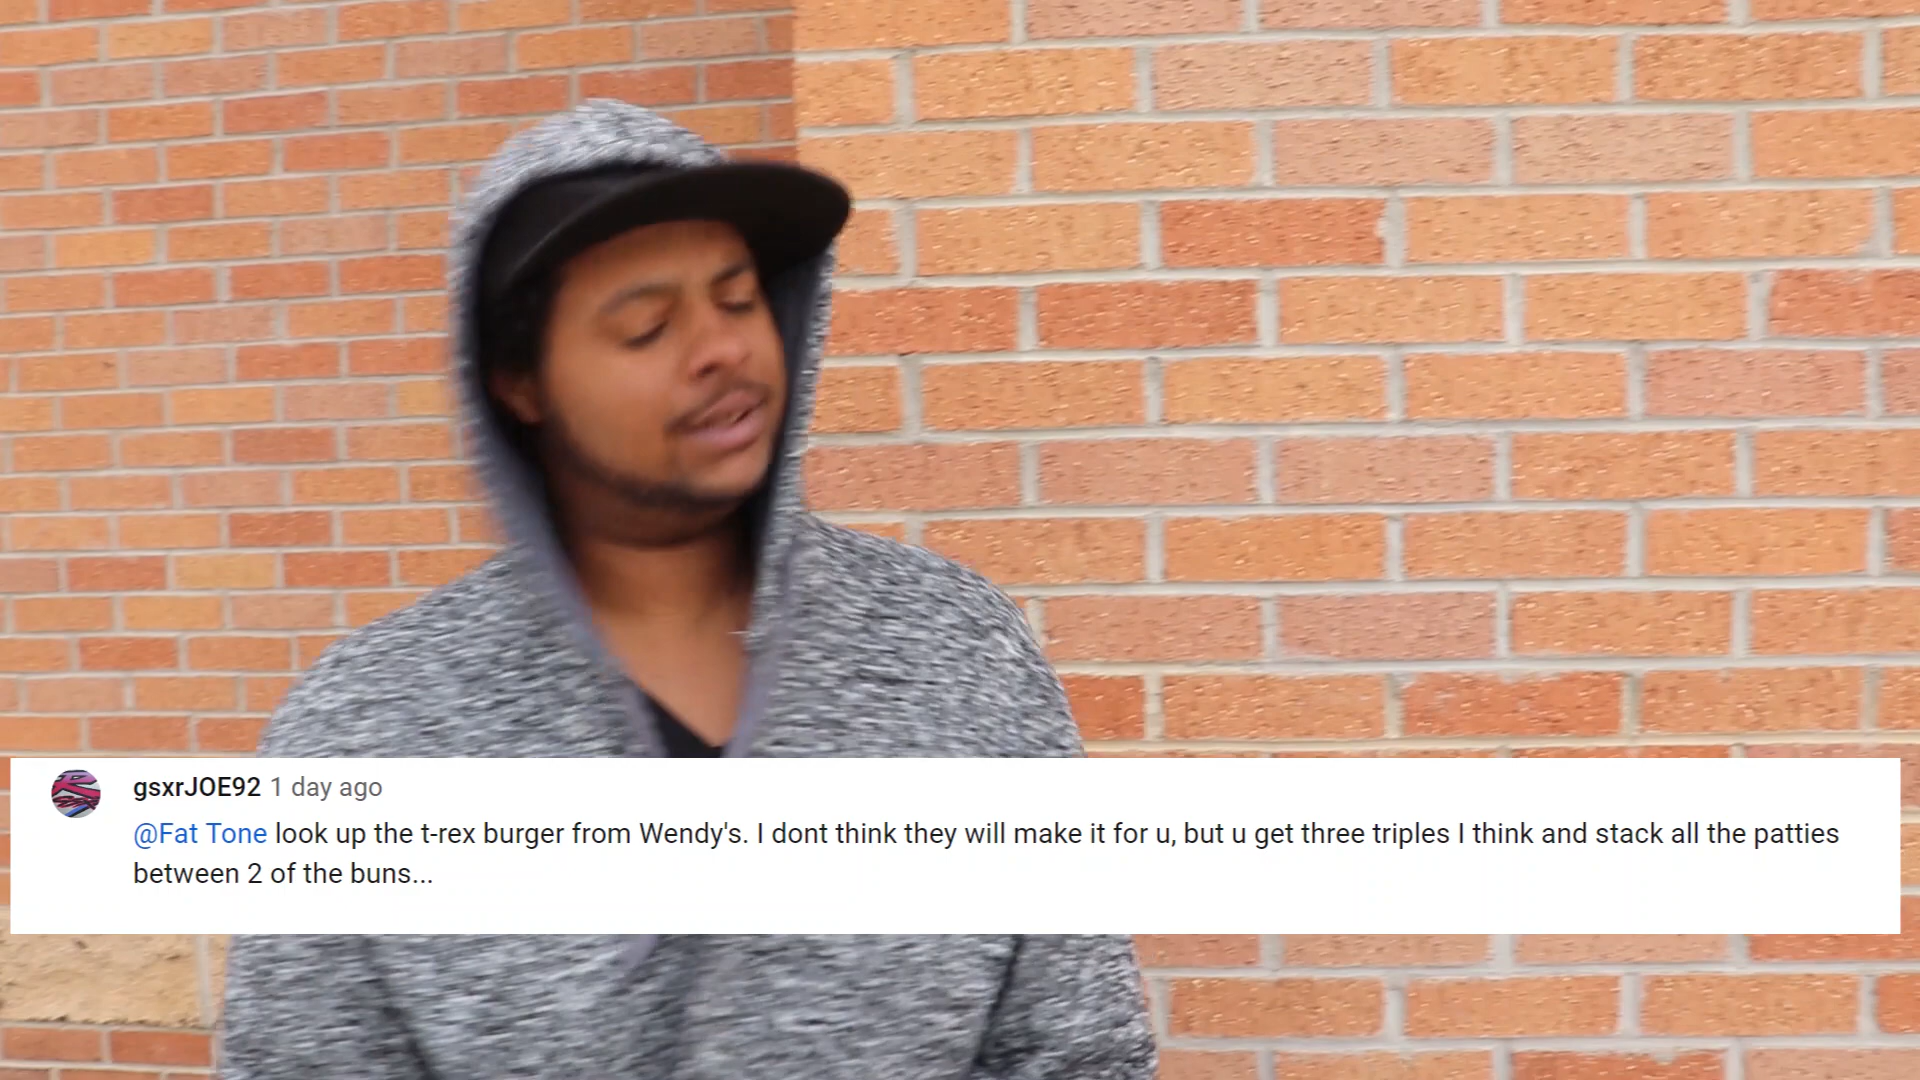 gsxrJOE92 1 day ago
@Fat Tone look up the t-rex burger from Wendy's. I dont think they will make it for u, but u get three triples I think and stack all the patties
between 2 of the buns...